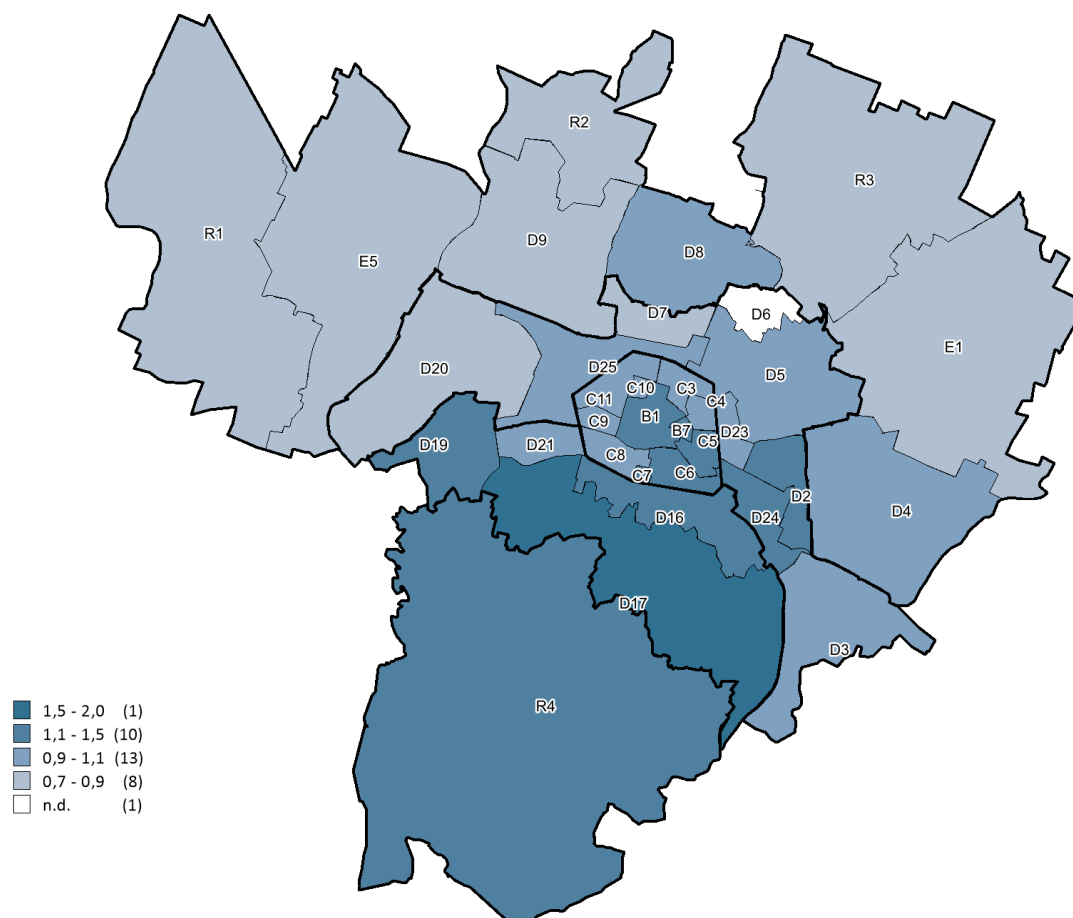 R2
R3
R1
D9
D8
E5
D7
D6
E1
D20
D25
D5
C10
C3
C11
C4
B1
C9
B7
D23
D19
D21
C5
C8
C6
C7
D2
D4
D16
D24
D17
D3
R4
1,5 - 2,0 (1)
1,1 - 1,5 (10)
0,9 - 1,1 (13)
0,7 - 0,9 (8)
n.d. (1)